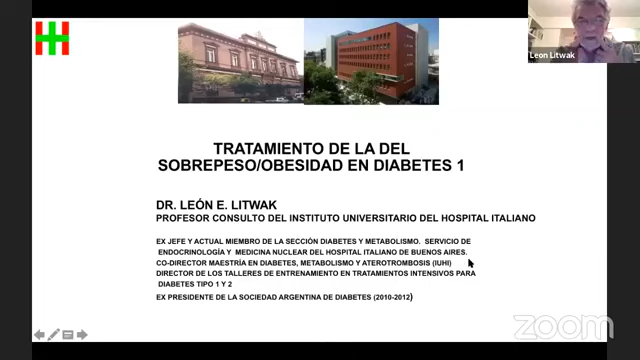 Leon Litwak
TRATAMIENTO DE LA DEL
SOBREPESO/OBESIDAD EN DIABETES 1
DR. LEÓN E. LITWAK
PROFESOR CONSULTO DEL INSTITUTO UNIVERSITARIO DEL HOSPITAL ITALIANO
EX JEFE Y ACTUAL MIEMBRO DE LA SECCIÓN DIABETES Y METABOLISMO. SERVICIO DE
ENDOCRINOLOGÍA Y MEDICINA NUCLEAR DEL HOSPITAL ITALIANO DE BUENOS AIRES.
CO-DIRECTOR MAESTRÍA EN DIABETES, METABOLISMO Y ATEROTROMBOSIS (IUHI)
DIRECTOR DE LOS TALLERES DE ENTRENAMIENTO EN TRATAMIENTOS INTENSIVOS PARA
DIABETES TIPO 1 Y 2
EX PRESIDENTE DE LA SOCIEDAD ARGENTINA DE DIABETES (2010-2012)
zoom